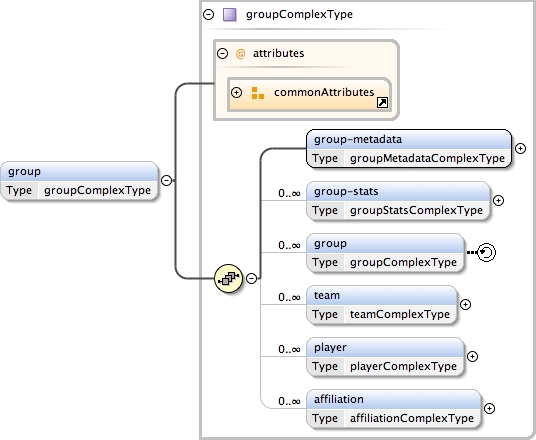 groupComplexType
@ attributes
commonAttributes
group
Type groupComplexType
group-metadata
Type groupMetadataComplexType
0..∞
group-stats
Type groupStatsComplexType
0..∞
group
Type groupComplexType
0..∞
team
Type teamComplexType
0..∞
player
Type playerComplexType
0..∞
affiliation
Type affiliationComplexType